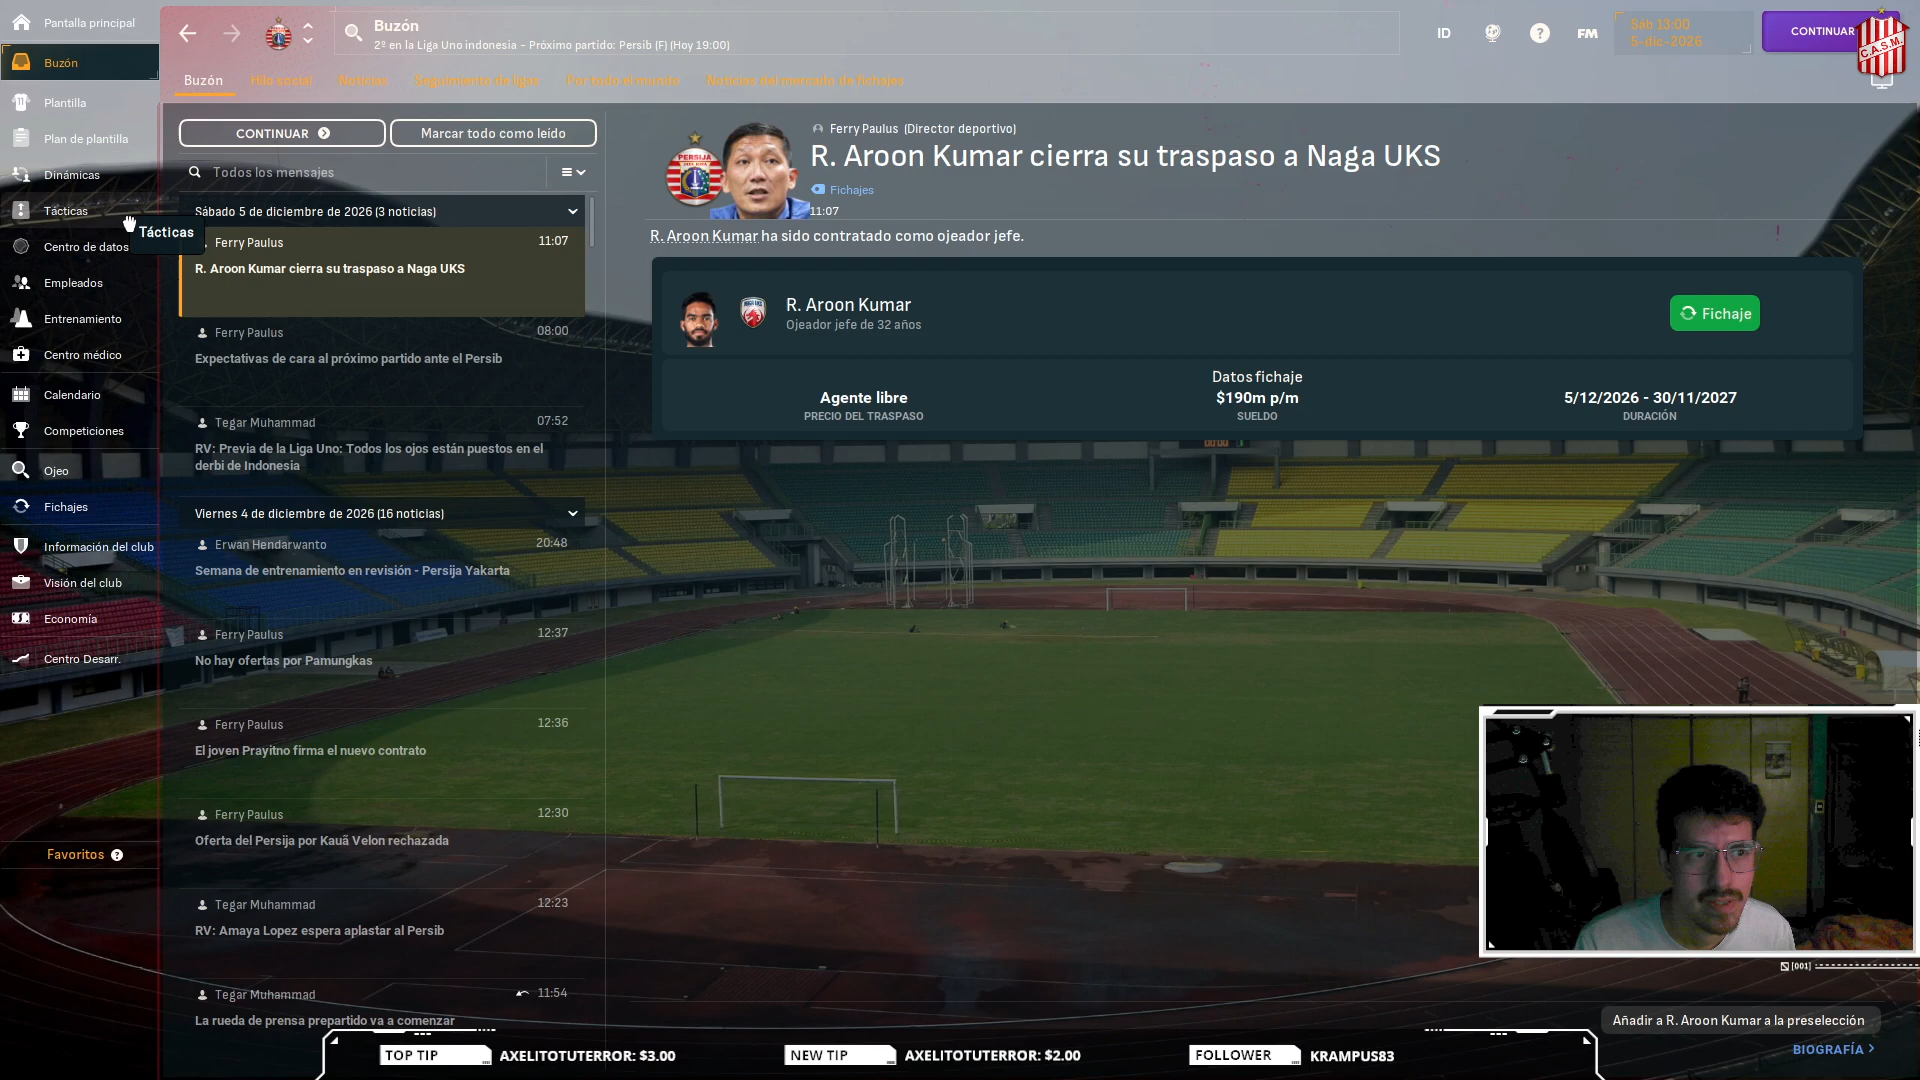 Pantalla principal
Buzón
Plantilla
Plan de plantilla
Dinámicas
Tácticas
Tácticas
Centro de datos
Empleados
Entrenamiento
Centro médico
Calendario
Competiciones
Ojeo
Fichajes
Información del club
Visión del club
Economía
Centro Desarr.
Favoritos
Buzón
2º en la Liga Uno indonesia - Próximo partido: Persib (F) (Hoy 19:00)
ID
FM
Sáb 13:00
5-dic-2026
CONTINUAR
C.A.S.M.
Buzón
Hilo social
Noticias
Seguimiento de ligas
Por todo el mundo
Noticias del mercado de fichajes
CONTINUAR
Marcar todo como leído
Todos los mensajes
Sábado 5 de diciembre de 2026 (3 noticias)
Ferry Paulus
11:07
R. Aroon Kumar cierra su traspaso a Naga UKS
Ferry Paulus
08:00
Expectativas de cara al próximo partido ante el Persib
Tegar Muhammad
07:52
RV: Previa de la Liga Uno: Todos los ojos están puestos en el
derbi de Indonesia
Viernes 4 de diciembre de 2026 (16 noticias)
Erwan Hendarwanto
20:48
Semana de entrenamiento en revisión - Persija Yakarta
Ferry Paulus
12:37
No hay ofertas por Pamungkas
Ferry Paulus
12:36
El joven Prayitno firma el nuevo contrato
Ferry Paulus
12:30
Oferta del Persija por Kauã Velon rechazada
Tegar Muhammad
12:23
RV: Amaya Lopez espera aplastar al Persib
Tegar Muhammad
11:54
La rueda de prensa prepartido va a comenzar
PERSIJA
Ferry Paulus (Director deportivo)
R. Aroon Kumar cierra su traspaso a Naga UKS
Fichajes
11:07
R. Aroon Kumar ha sido contratado como ojeador jefe.
R. Aroon Kumar
Ojeador jefe de 32 años
Fichaje
Datos fichaje
Agente libre
PRECIO DEL TRASPASO
$190m p/m
SUELDO
5/12/2026 - 30/11/2027
DURACIÓN
[001]
Añadir a R. Aroon Kumar a la preselección
BIOGRAFÍA
TOP TIP
AXELITOTUTERROR: $3.00
NEW TIP
AXELITOTUTERROR: $2.00
FOLLOWER
KRAMPUS83